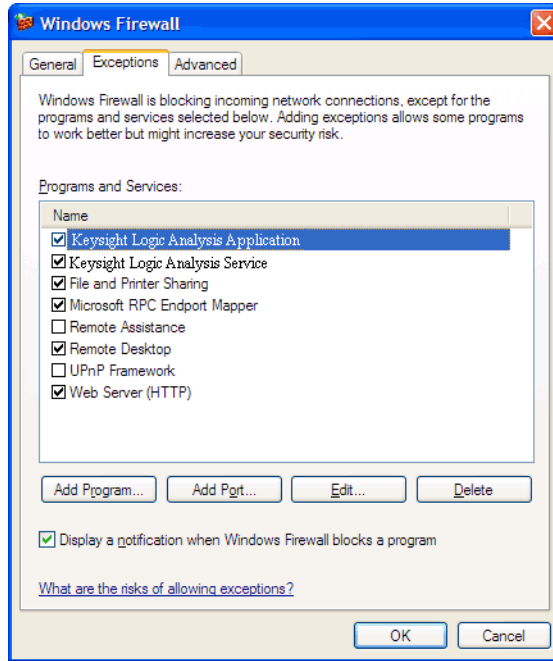 Windows Firewall
General
Exceptions
Advanced
Windows Firewall is blocking incoming network connections, except for the
programs and services selected below. Adding exceptions allows some programs
to work better but might increase your security risk.
Programs and Services:
Name
Keysight Logic Analysis Application
Keysight Logic Analysis Service
File and Printer Sharing
Microsoft RPC Endport Mapper
Remote Assistance
Remote Desktop
UPnP Framework
Web Server (HTTP)
Add Program...
Add Port...
Edit...
Delete
Display a notification when Windows Firewall blocks a program
What are the risks of allowing exceptions?
OK
Cancel